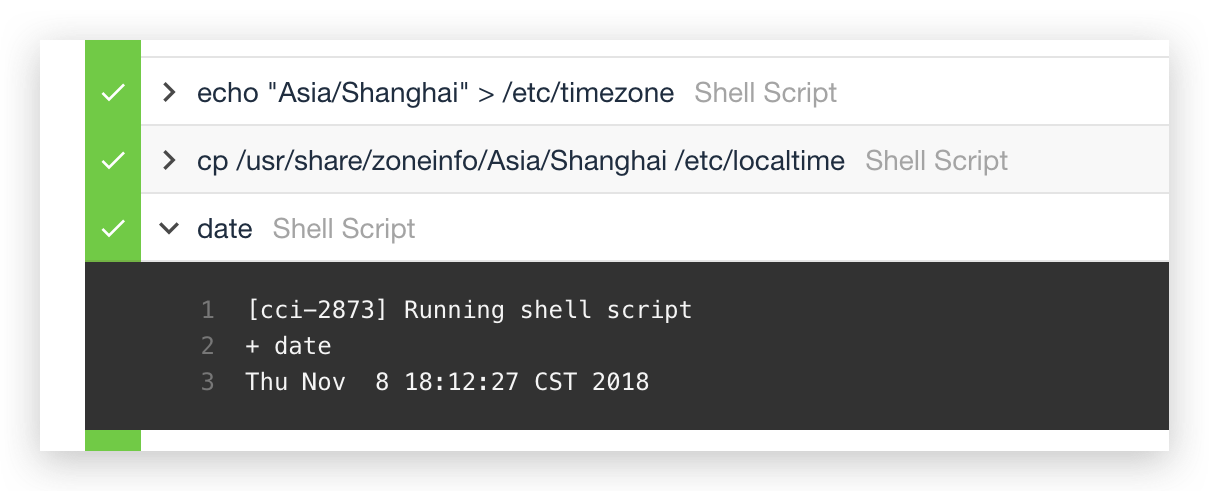 echo "Asia/Shanghai" > /etc/timezone Shell Script
cp /usr/share/zoneinfo/Asia/Shanghai /etc/localtime Shell Script
date Shell Script
1 [cci-2873] Running shell script
2 + date
3 Thu Nov  8 18:12:27 CST 2018